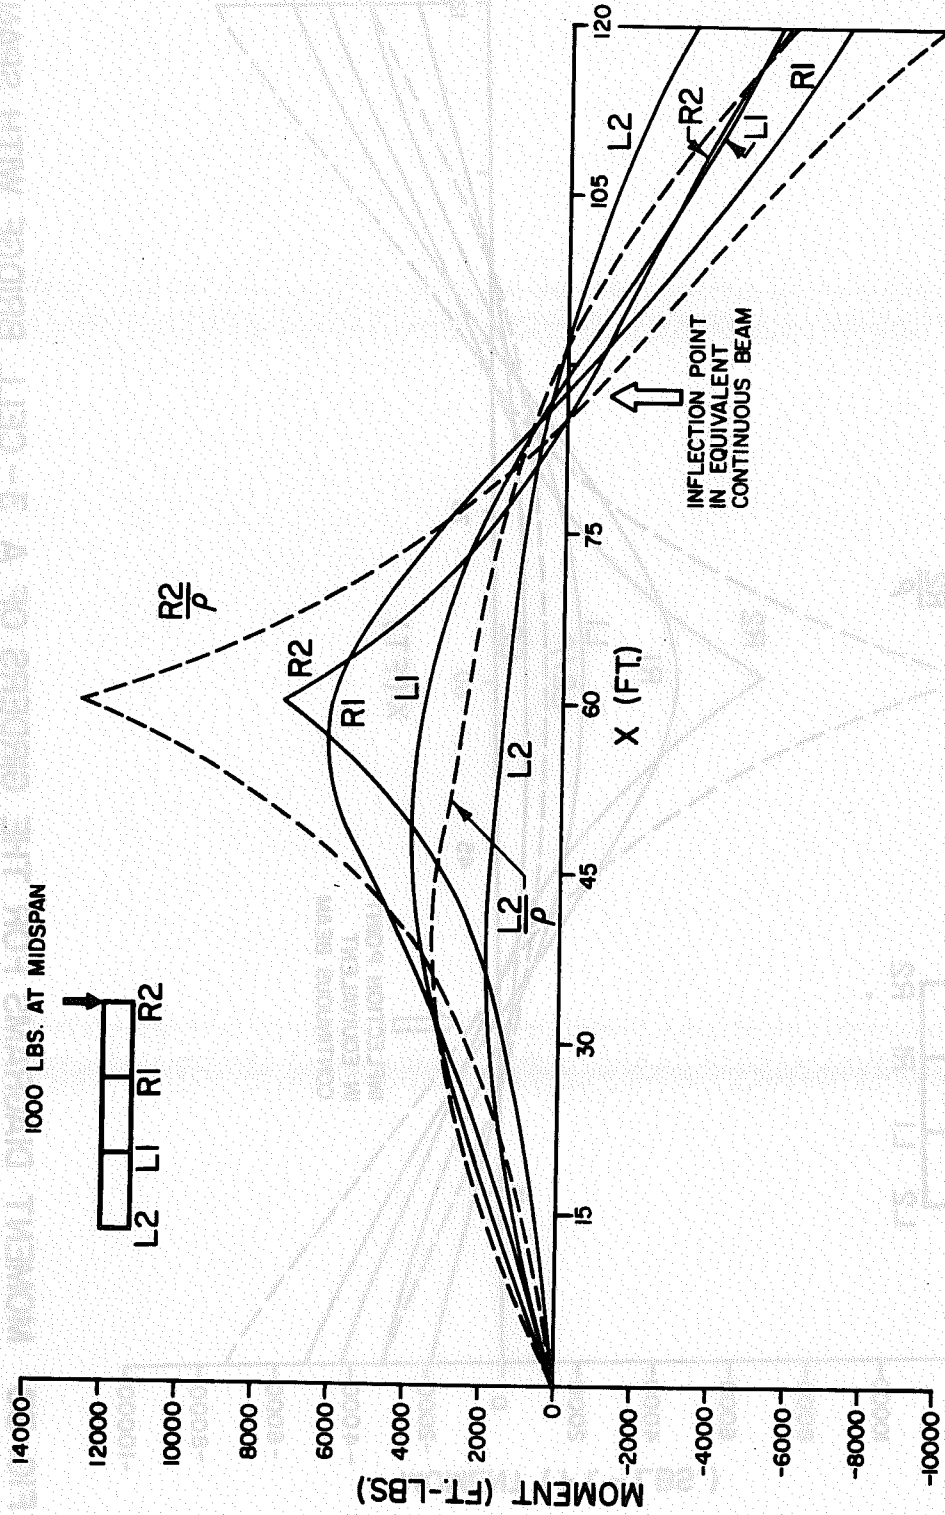 1000 LBS. AT MIDSPAN
L2 L1 R1 R2
MOMENT (FT.-LBS.)
14000
12000
10000
8000
6000
4000
2000
0
-2000
-4000
-6000
-8000
-10000
15
30
45
60
75
105
120
X (FT.)
R2
ρ
R2
R1
L1
L2
ρ
L2
L2
R2
L1
R1
INFLECTION POINT
IN EQUIVALENT
CONTINUOUS BEAM